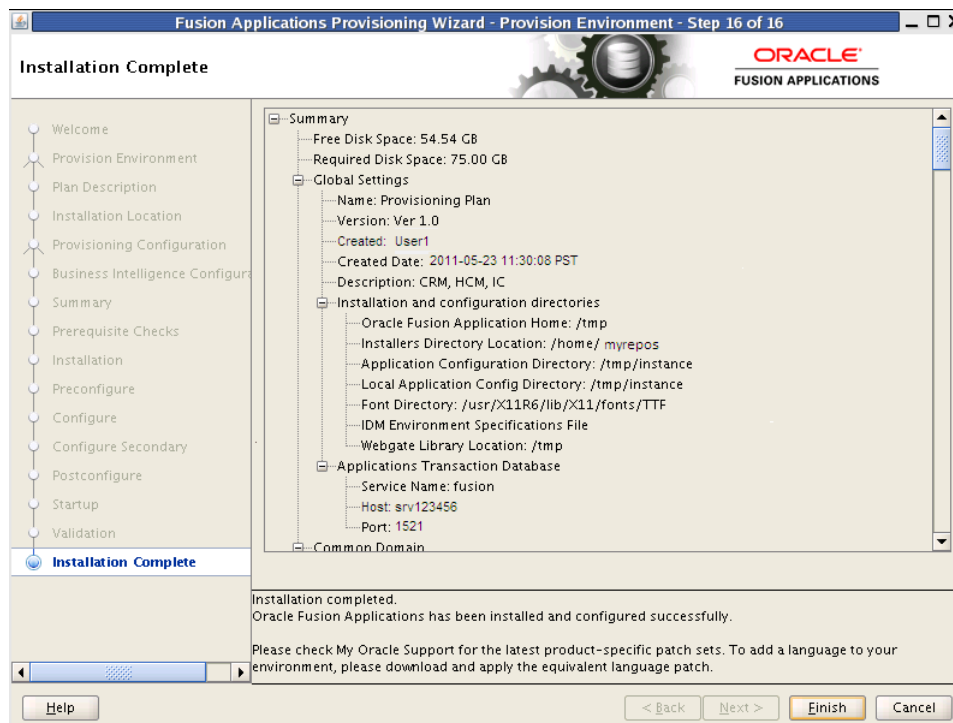 Fusion Applications Provisioning Wizard - Provision Environment - Step 16 of 16
Installation Complete
ORACLE
FUSION APPLICATIONS
Welcome
Provision Environment
Plan Description
Installation Location
Provisioning Configuration
Business Intelligence Configura
Summary
Prerequisite Checks
Installation
Preconfigure
Configure
Configure Secondary
Postconfigure
Startup
Validation
Installation Complete
Summary
Free Disk Space: 54.54 GB
Required Disk Space: 75.00 GB
Global Settings
Name: Provisioning Plan
Version: Ver 1.0
Created: User1
Created Date: 2011-05-23 11:30:08 PST
Description: CRM, HCM, IC
Installation and configuration directories
Oracle Fusion Application Home: /tmp
Installers Directory Location: /home/ myrepos
Application Configuration Directory: /tmp/instance
Local Application Config Directory: /tmp/instance
Font Directory: /usr/X11R6/lib/X11/fonts/TTF
IDM Environment Specifications File
Webgate Library Location: /tmp
Applications Transaction Database
Service Name: fusion
Host: srv123456
Port: 1521
Common Domain
Installation completed.
Oracle Fusion Applications has been installed and configured successfully.
Please check My Oracle Support for the latest product-specific patch sets. To add a language to your
environment, please download and apply the equivalent language patch.
Help
< Back
Next >
Finish
Cancel